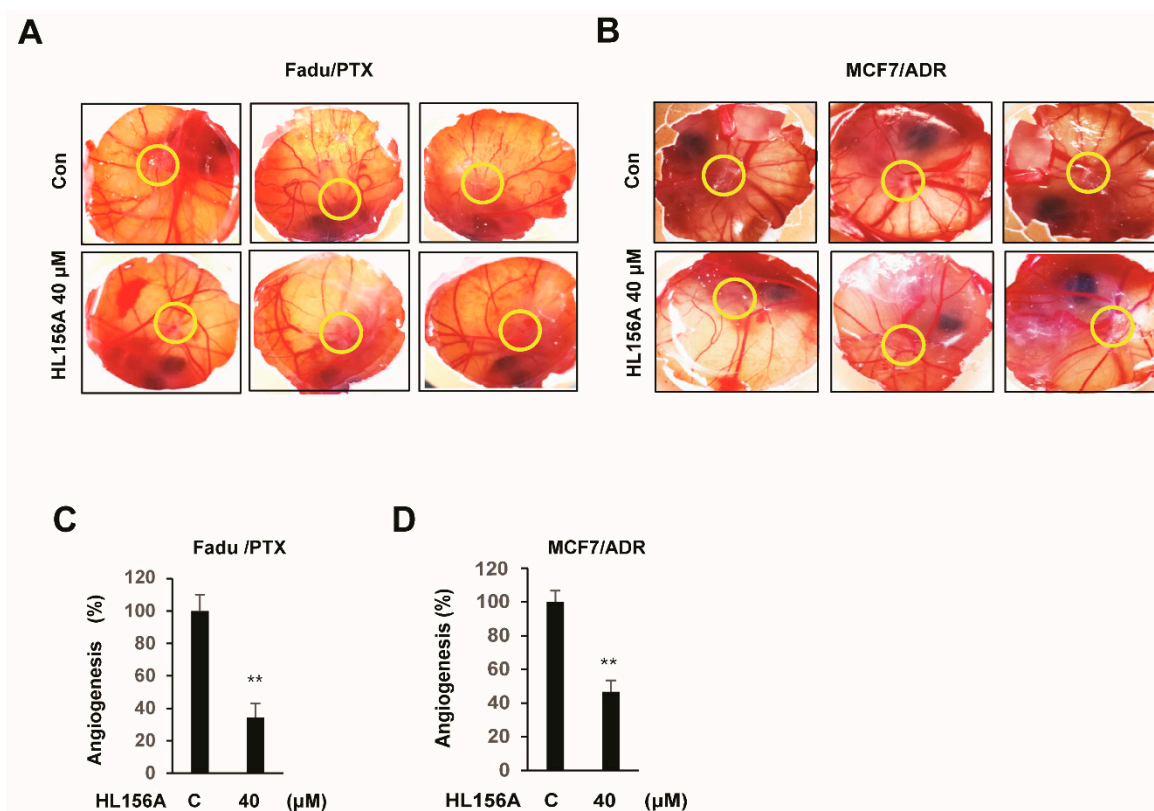 A
Fadu/PTX
Con
HL156A 40 µM
B
MCF7/ADR
Con
HL156A 40 µM
C
Fadu /PTX
Angiogenesis (%)
120
100
80
60
40
20
0
**
HL156A C 40 (µM)
D
MCF7/ADR
Angiogenesis (%)
120
100
80
60
40
20
0
**
HL156A C 40 (µM)